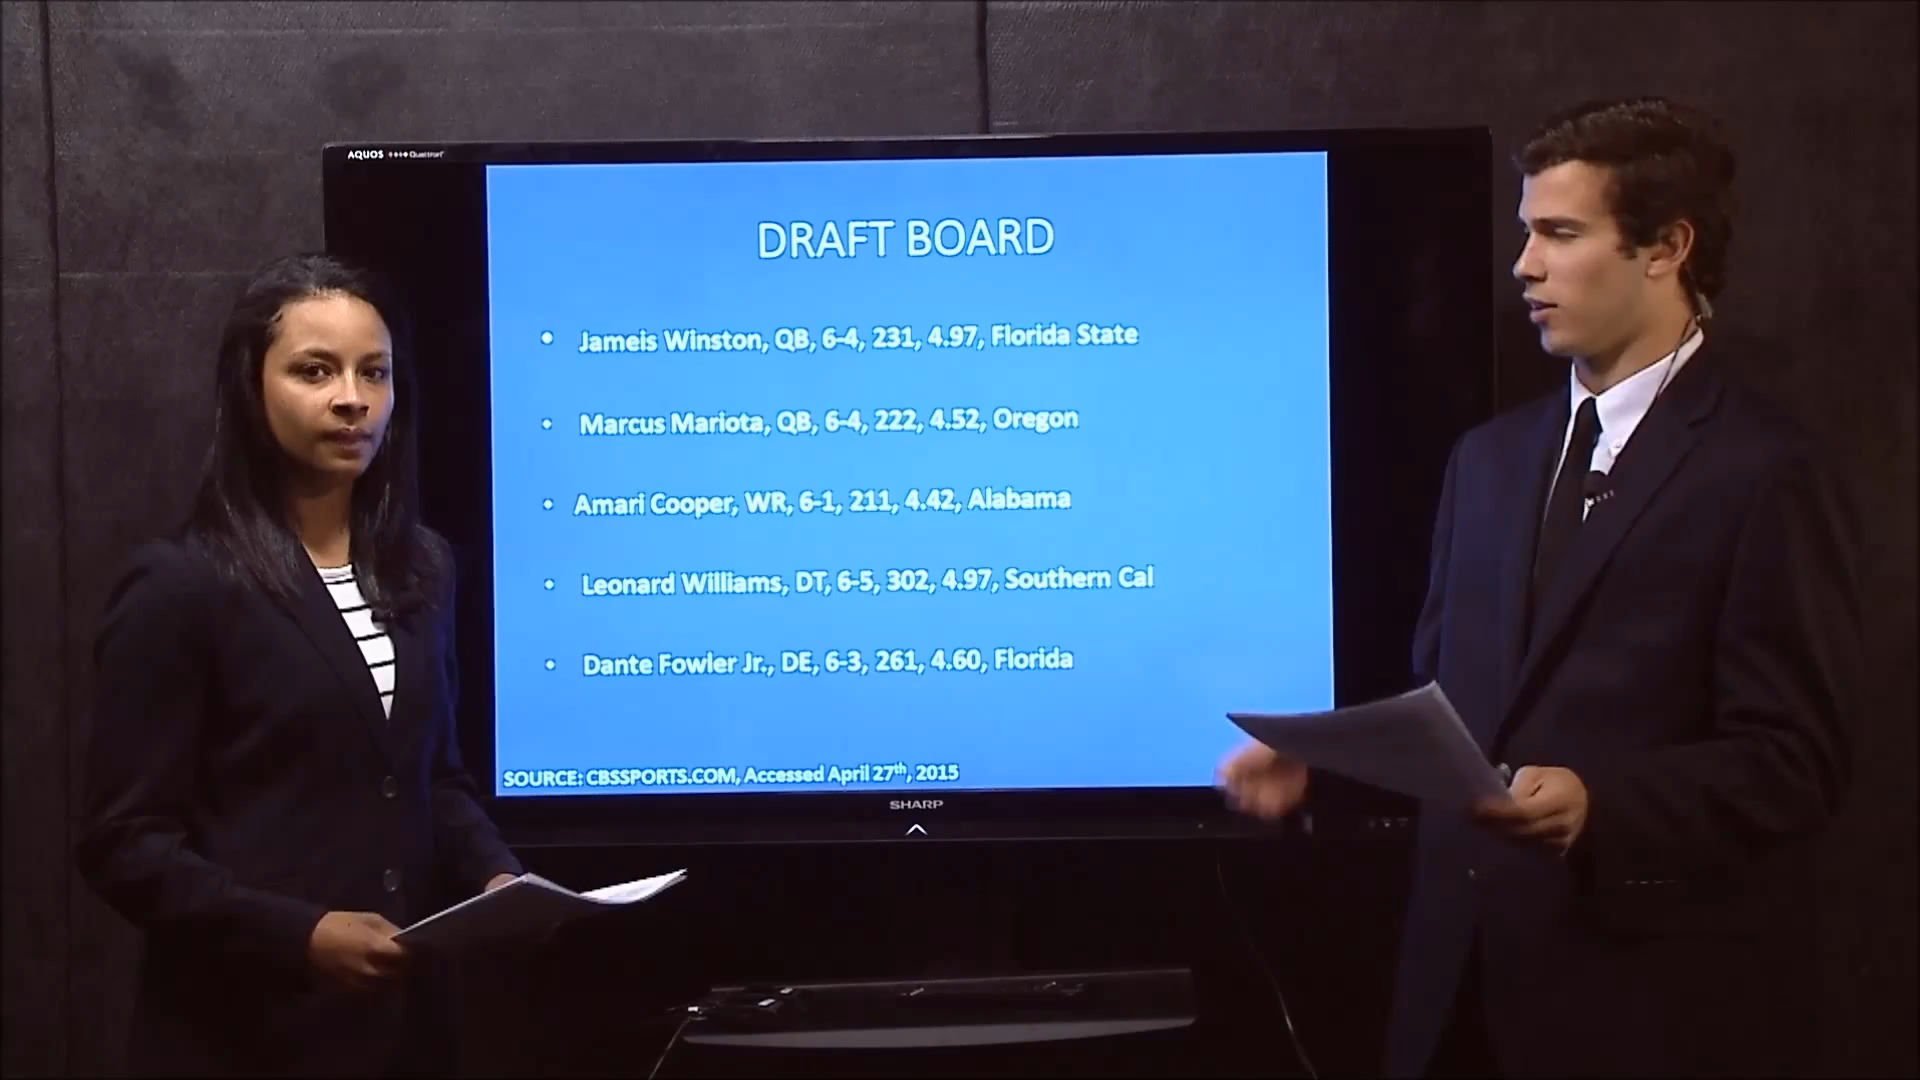 AQUOS Quattron
DRAFT BOARD
• Jameis Winston, QB, 6-4, 231, 4.97, Florida State
• Marcus Mariota, QB, 6-4, 222, 4.52, Oregon
• Amari Cooper, WR, 6-1, 211, 4.42, Alabama
• Leonard Williams, DT, 6-5, 302, 4.97, Southern Cal
• Dante Fowler Jr., DE, 6-3, 261, 4.60, Florida
SOURCE: CBSSPORTS.COM, Accessed April 27th, 2015
SHARP